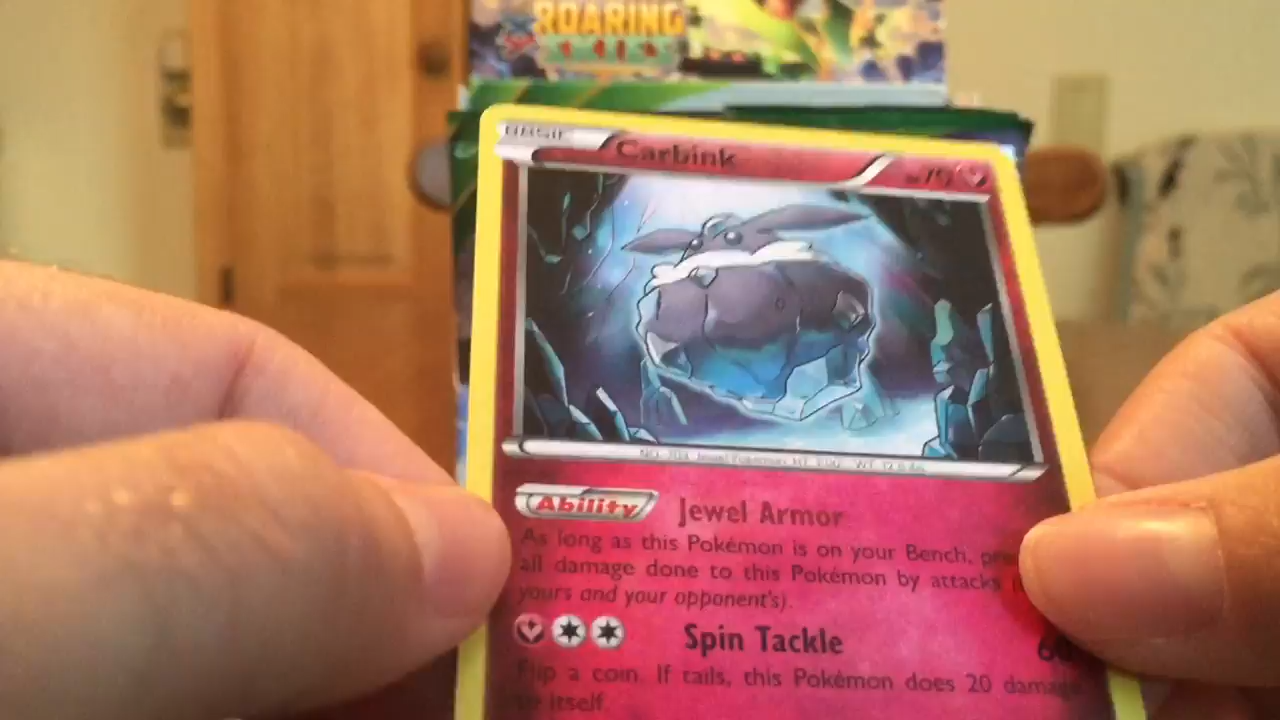 ROARING
BASIC
Carbink
HP70
Ability Jewel Armor
As long as this Pokémon is on your Bench,
all damage done to this Pokémon by attacks
yours and your opponent's).
Spin Tackle 60
Flip a coin. If tails, this Pokémon does 20 damage
to itself.